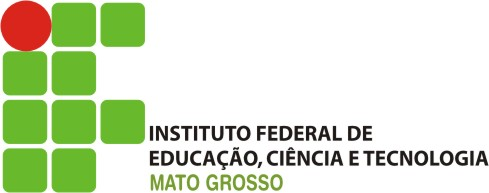 INSTITUTO FEDERAL DE
EDUCAÇÃO, CIÊNCIA E TECNOLOGIA
MATO GROSSO